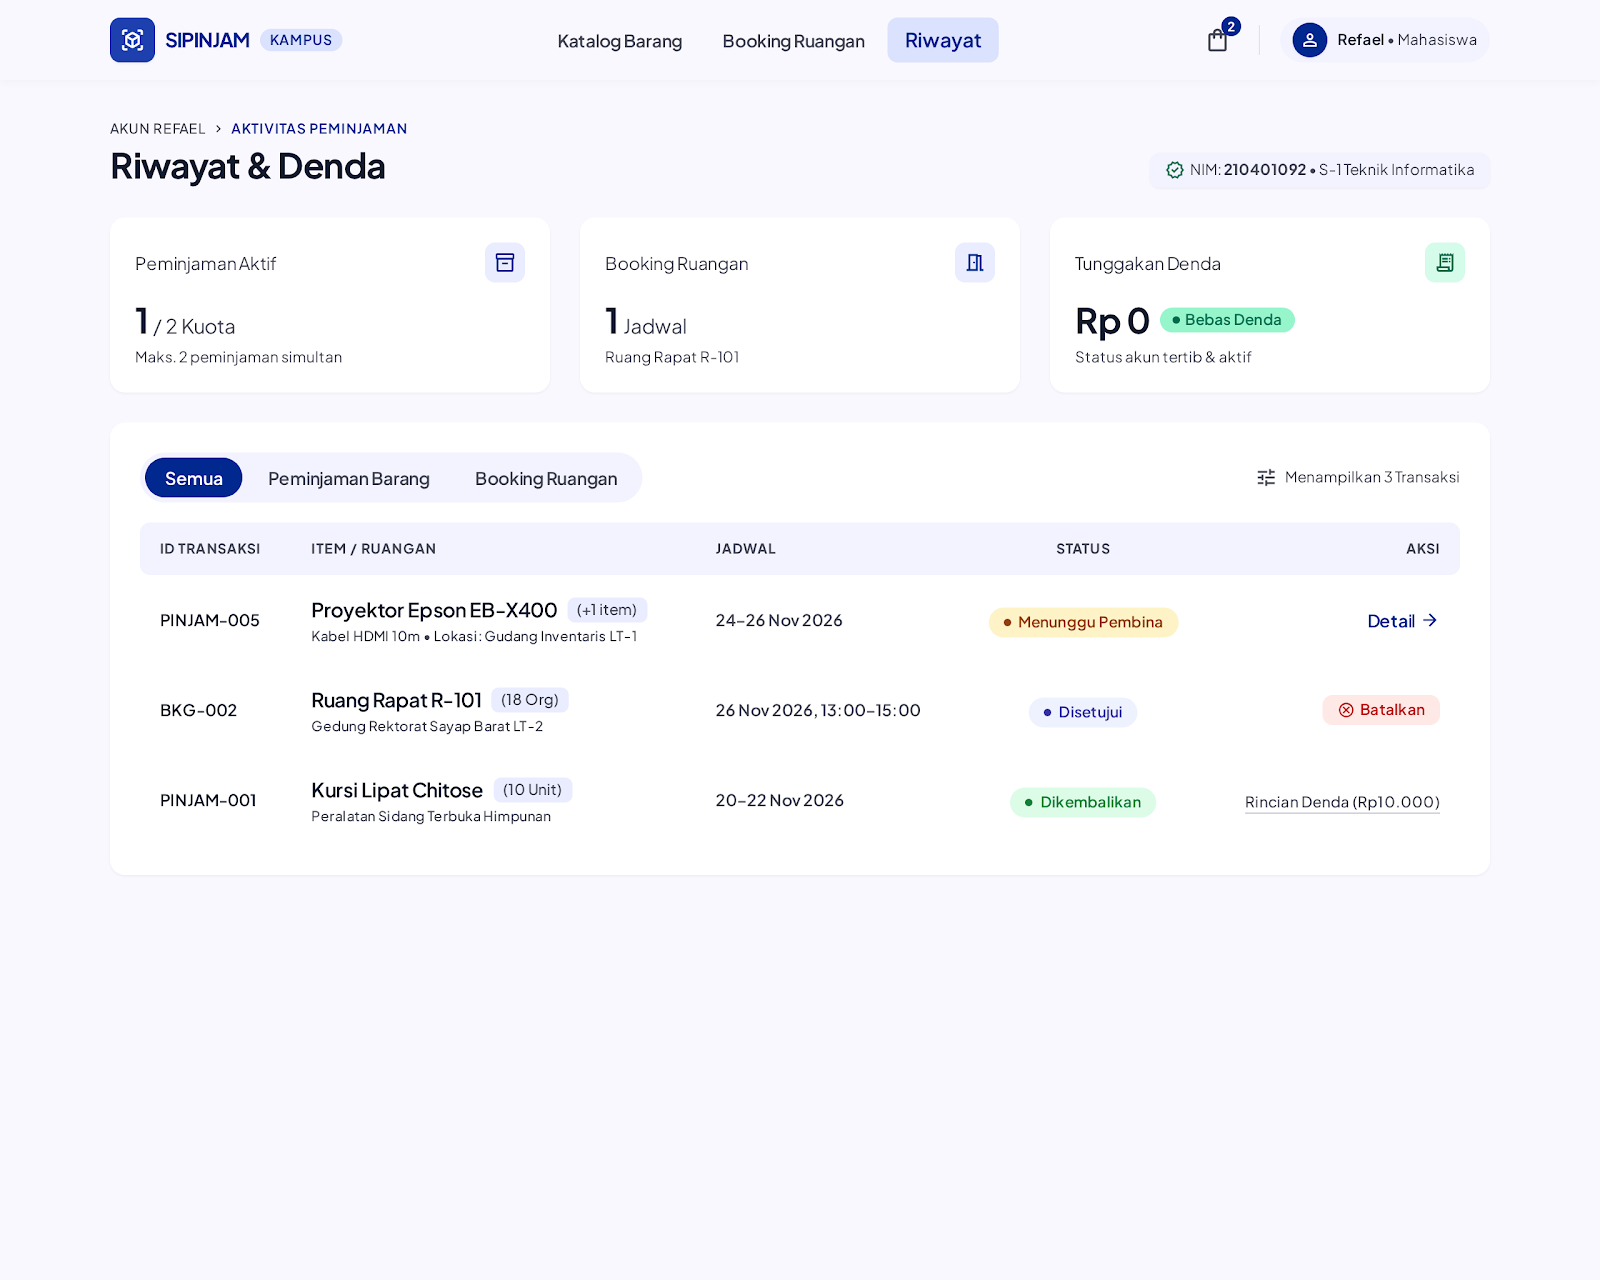 SIPINJAM KAMPUS
Katalog Barang
Booking Ruangan
Riwayat
2
Refael • Mahasiswa
AKUN REFAEL > AKTIVITAS PEMINJAMAN
Riwayat & Denda
NIM: 210401092 • S-1 Teknik Informatika
Peminjaman Aktif
1 / 2 Kuota
Maks. 2 peminjaman simultan
Booking Ruangan
1 Jadwal
Ruang Rapat R-101
Tunggakan Denda
Rp 0 • Bebas Denda
Status akun tertib & aktif
Semua
Peminjaman Barang
Booking Ruangan
Menampilkan 3 Transaksi
ID TRANSAKSI ITEM / RUANGAN JADWAL STATUS AKSI
PINJAM-005
Proyektor Epson EB-X400 (+1 item)
Kabel HDMI 10m • Lokasi: Gudang Inventaris LT-1
24–26 Nov 2026
• Menunggu Pembina
Detail →
BKG-002
Ruang Rapat R-101 (18 Org)
Gedung Rektorat Sayap Barat LT-2
26 Nov 2026, 13:00–15:00
• Disetujui
Batalkan
PINJAM-001
Kursi Lipat Chitose (10 Unit)
Peralatan Sidang Terbuka Himpunan
20–22 Nov 2026
• Dikembalikan
Rincian Denda (Rp10.000)